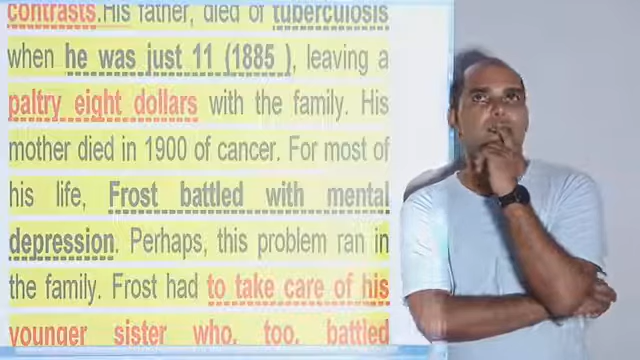 contrasts.His father, died of tuberculosis
when he was just 11 (1885 ), leaving a
paltry eight dollars with the family. His
mother died in 1900 of cancer. For most of
his life, Frost battled with mental
depression. Perhaps, this problem ran in
the family. Frost had to take care of his
younger sister who, too, battled